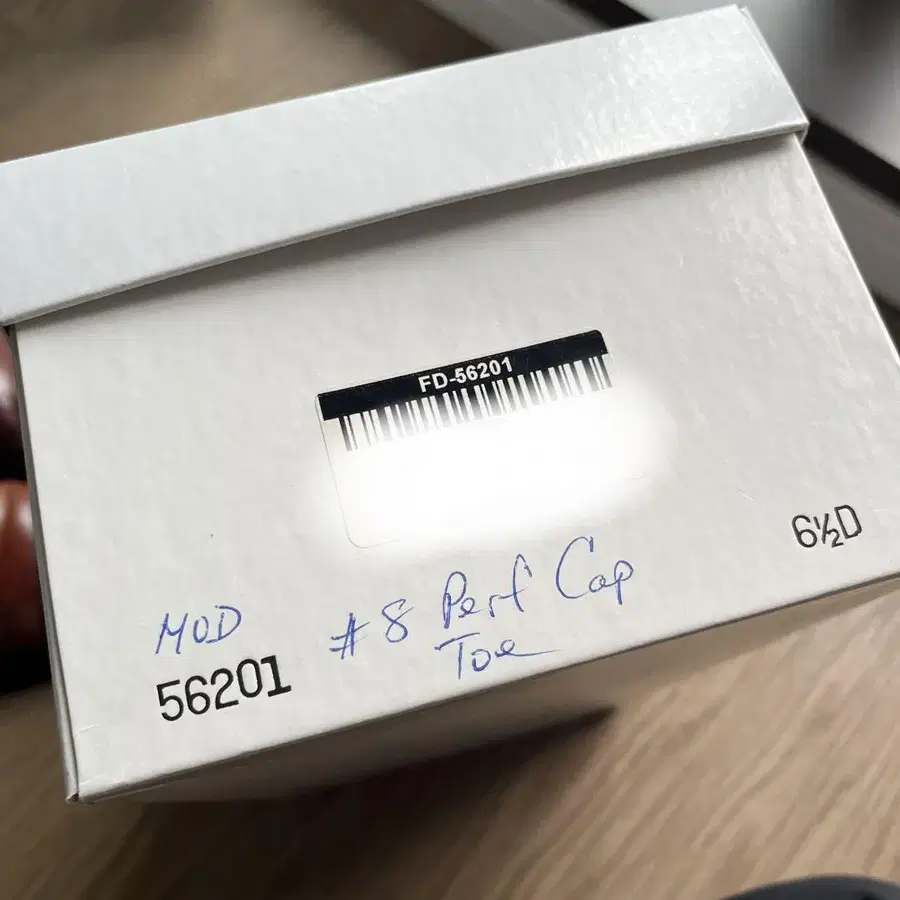 FD-56201
6½D
MOD #8 Perf Cap
Toe
56201